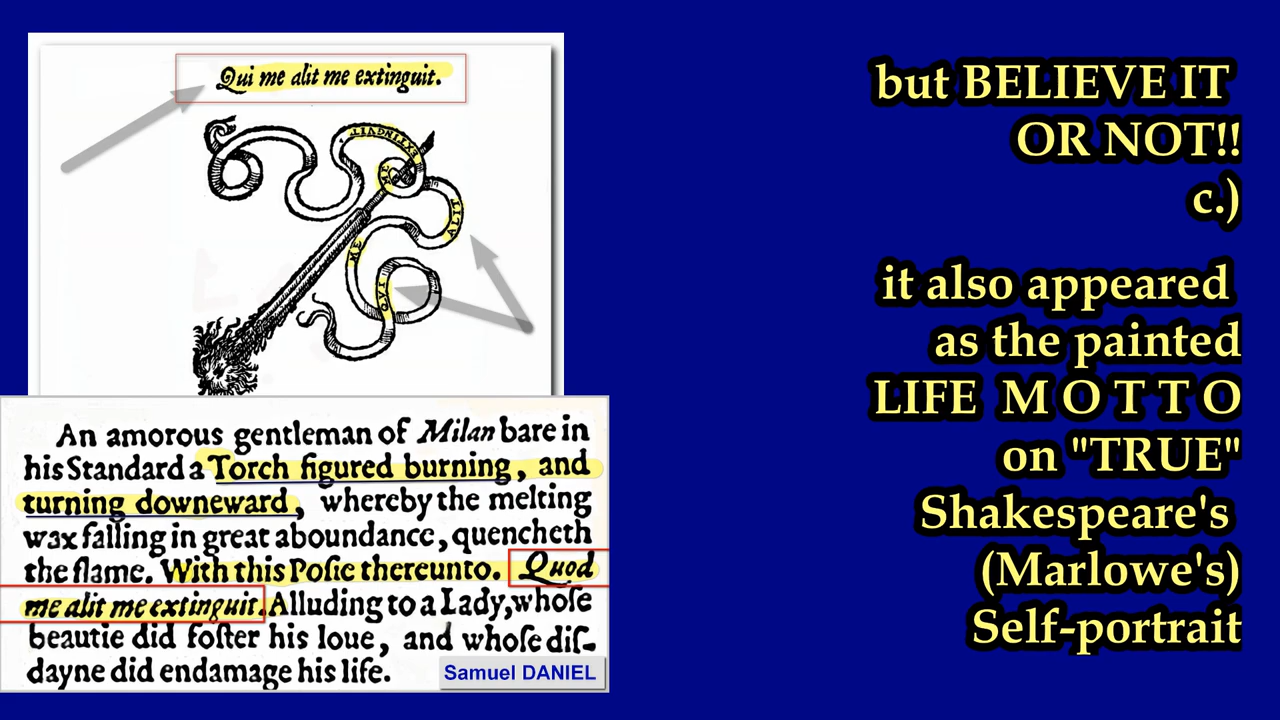 Qui me alit me extinguit.
ME
ALIT
ME
EXTINGVIT
An amorous gentleman of Milan bare in
his Standard a Torch figured burning, and
turning downeward, whereby the melting
wax falling in great aboundance, quencheth
the flame. With this Poſie thereunto. Quod
me alit me extinguit. Alluding to a Lady, whoſe
beautie did foſter his loue, and whoſe diſ-
dayne did endamage his life.
Samuel DANIEL
but BELIEVE IT
OR NOT!!
c.)
it also appeared
as the painted
LIFE M O T T O
on "TRUE"
Shakespeare's
(Marlowe's)
Self-portrait